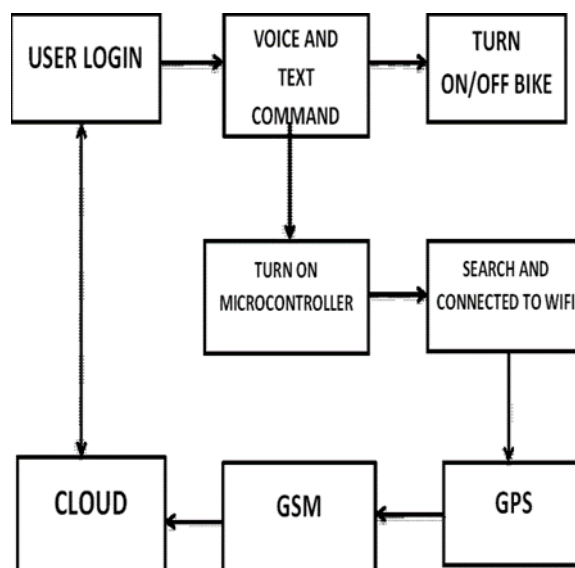 USER LOGIN
VOICE AND
TEXT
COMMAND
TURN
ON/OFF BIKE
TURN ON
MICROCONTROLLER
SEARCH AND
CONNECTED TO WIFI
CLOUD
GSM
GPS